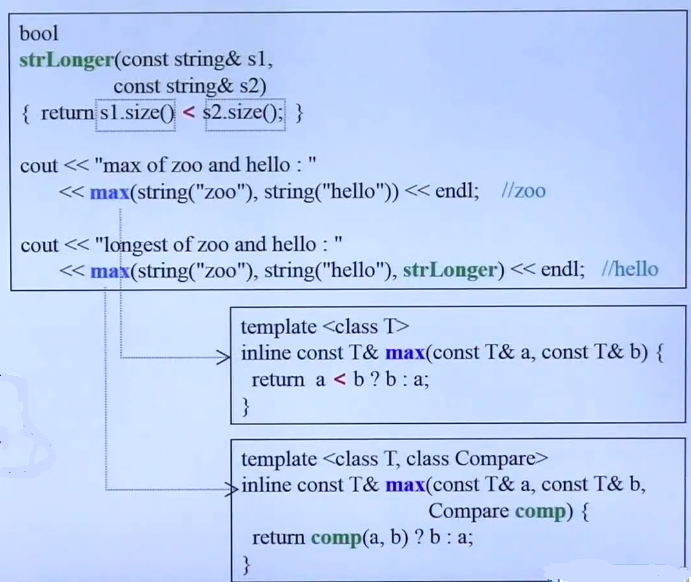 bool
strLonger(const string& s1,
const string& s2)
{ return s1.size() < s2.size(); }
cout << "max of zoo and hello : "
<< max(string("zoo"), string("hello")) << endl; //zoo
cout << "longest of zoo and hello : "
<< max(string("zoo"), string("hello"), strLonger) << endl; //hello
template <class T>
inline const T& max(const T& a, const T& b) {
return a < b ? b : a;
}
template <class T, class Compare>
inline const T& max(const T& a, const T& b,
Compare comp) {
return comp(a, b) ? b : a;
}